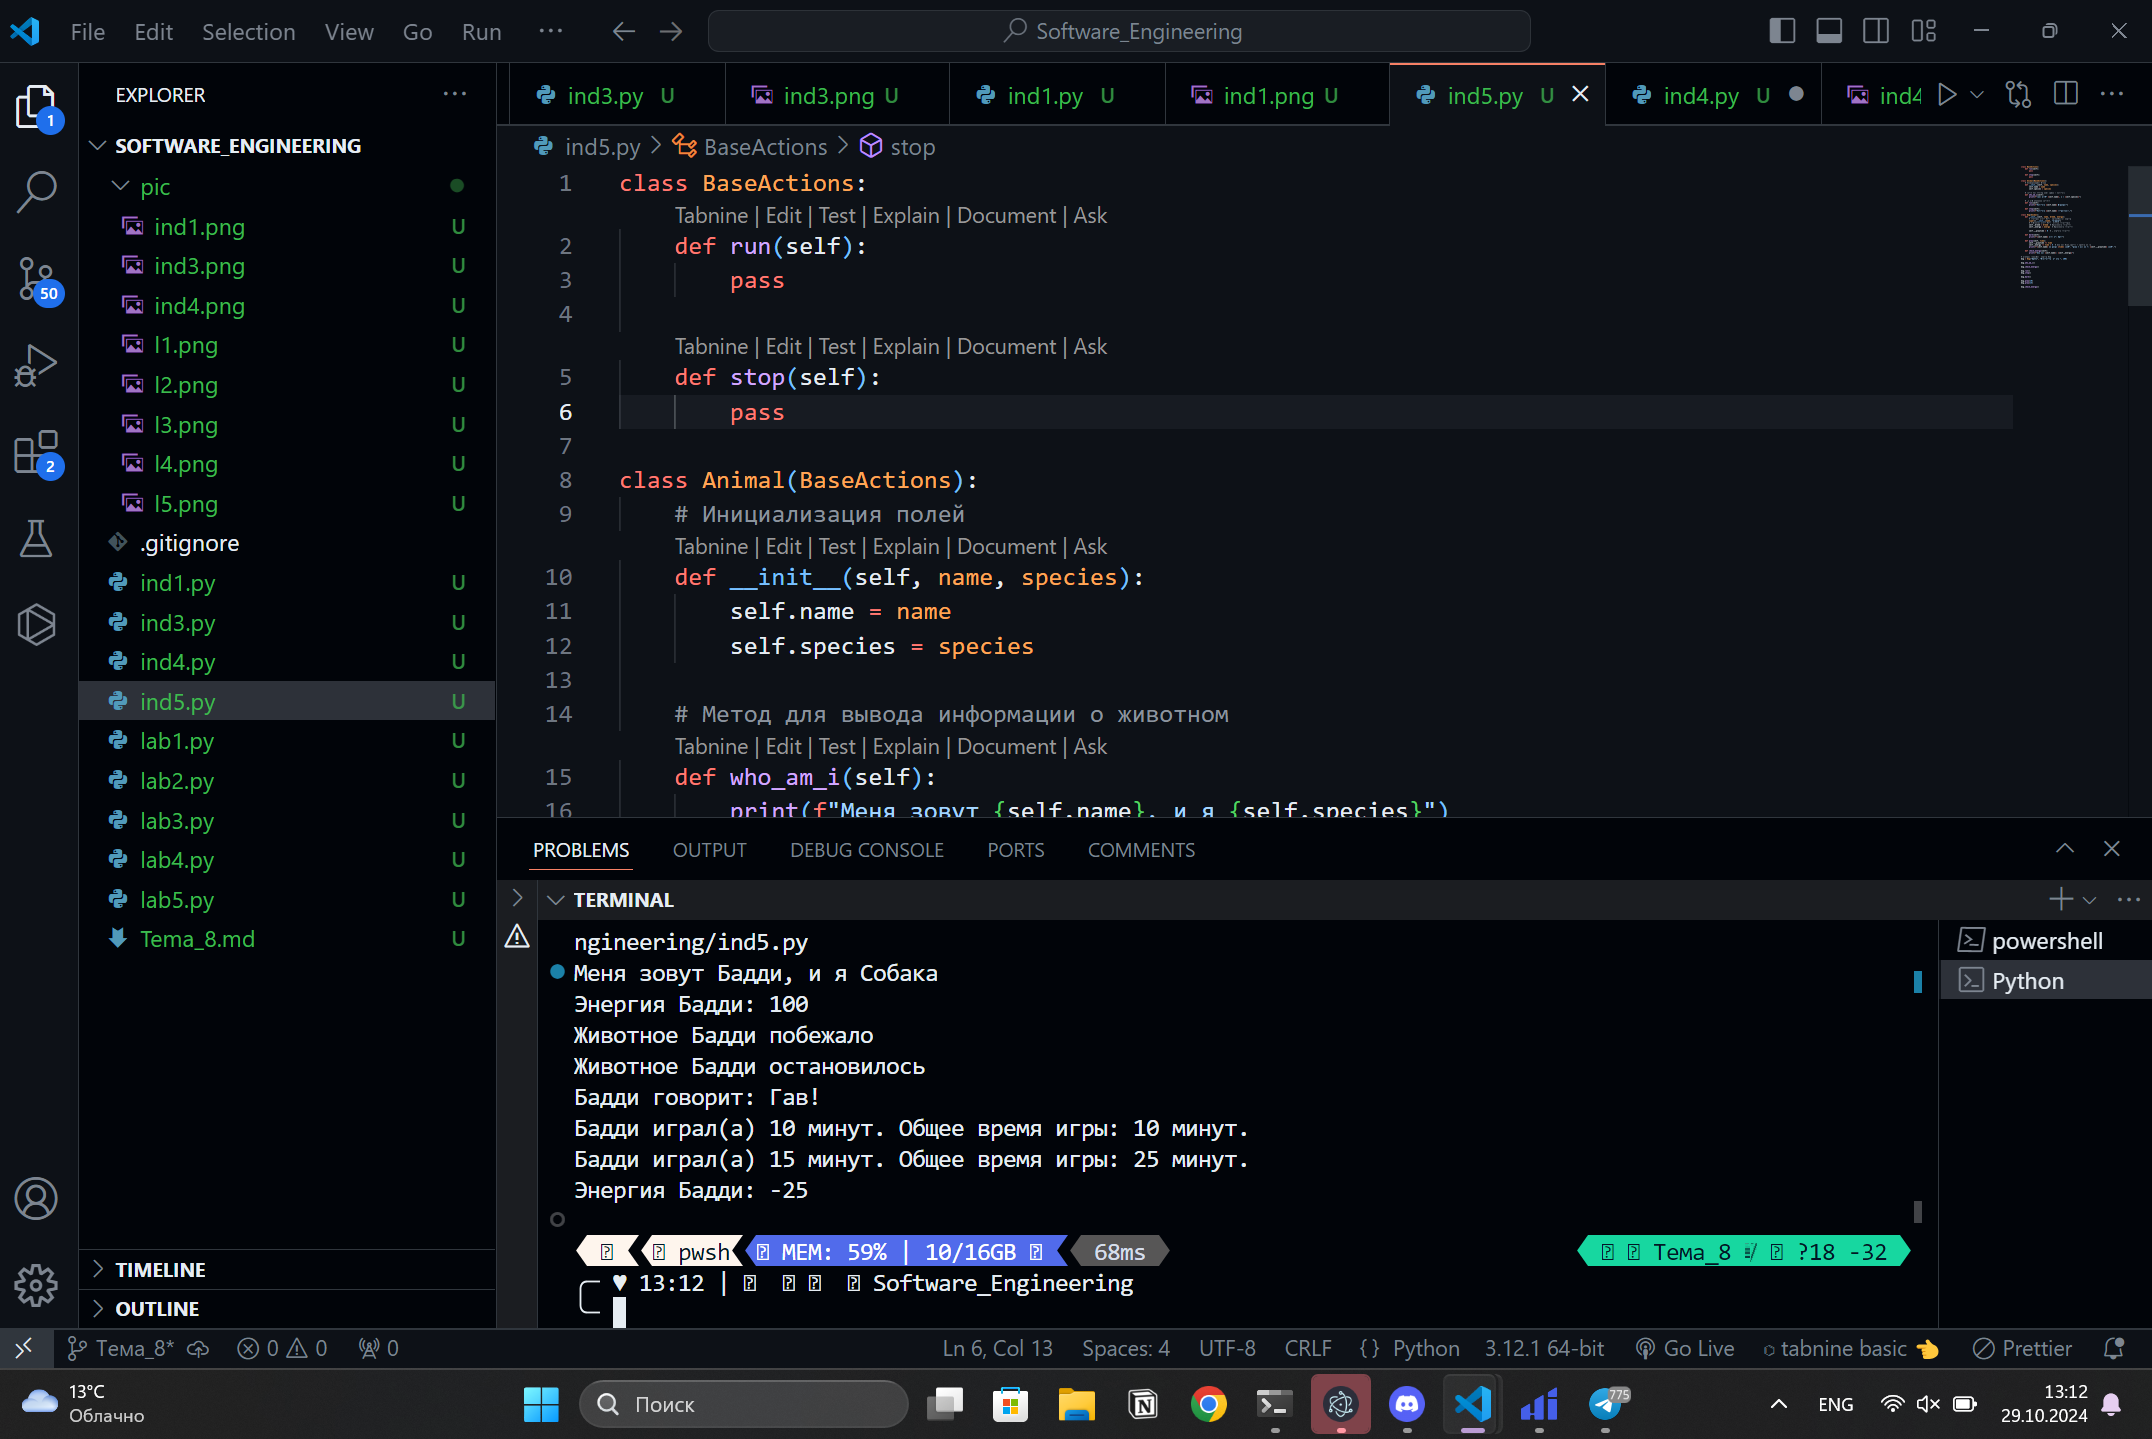 File Edit Selection View Go Run ··· Software_Engineering
EXPLORER ···
SOFTWARE_ENGINEERING
pic
ind1.png U
ind3.png U
ind4.png U
l1.png U
l2.png U
l3.png U
l4.png U
l5.png U
.gitignore
ind1.py U
ind3.py U
ind4.py U
ind5.py U
lab1.py U
lab2.py U
lab3.py U
lab4.py U
lab5.py U
Tema_8.md U
TIMELINE
OUTLINE
1
50
2
ind3.py U ind3.png U ind1.py U ind1.png U ind5.py U ind4.py U ind4
ind5.py > BaseActions > stop
1 class BaseActions:
Tabnine | Edit | Test | Explain | Document | Ask
2 def run(self):
3 pass
4
Tabnine | Edit | Test | Explain | Document | Ask
5 def stop(self):
6 pass
7
8 class Animal(BaseActions):
9 # Инициализация полей
Tabnine | Edit | Test | Explain | Document | Ask
10 def __init__(self, name, species):
11 self.name = name
12 self.species = species
13
14 # Метод для вывода информации о животном
Tabnine | Edit | Test | Explain | Document | Ask
15 def who_am_i(self):
16 print(f"Меня зовут {self.name}, и я {self.species}")
PROBLEMS OUTPUT DEBUG CONSOLE PORTS COMMENTS
TERMINAL
ngineering/ind5.py
Меня зовут Бадди, и я Собака
Энергия Бадди: 100
Животное Бадди побежало
Животное Бадди остановилось
Бадди говорит: Гав!
Бадди играл(а) 10 минут. Общее время игры: 10 минут.
Бадди играл(а) 15 минут. Общее время игры: 25 минут.
Энергия Бадди: -25
pwsh MEM: 59% | 10/16GB 68ms Тема_8 ?18 -32
♥ 13:12 | Software_Engineering
powershell
Python
Тема_8* 0 0 0 Ln 6, Col 13 Spaces: 4 UTF-8 CRLF {} Python 3.12.1 64-bit Go Live tabnine basic 👈 Prettier
13°C
Облачно
Поиск
775
ENG
13:12
29.10.2024